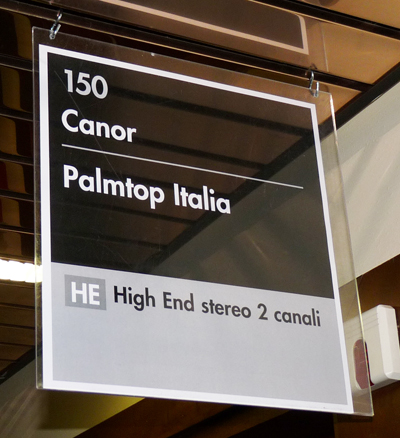 150
Canor
Palmtop Italia
HE High End stereo 2 canali